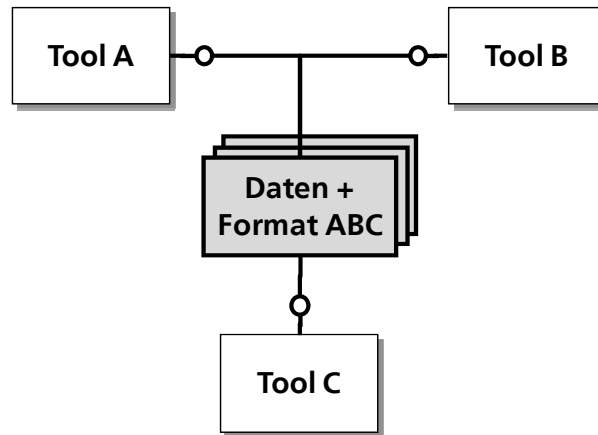 Tool A
Tool B
Daten +
Format ABC
Tool C